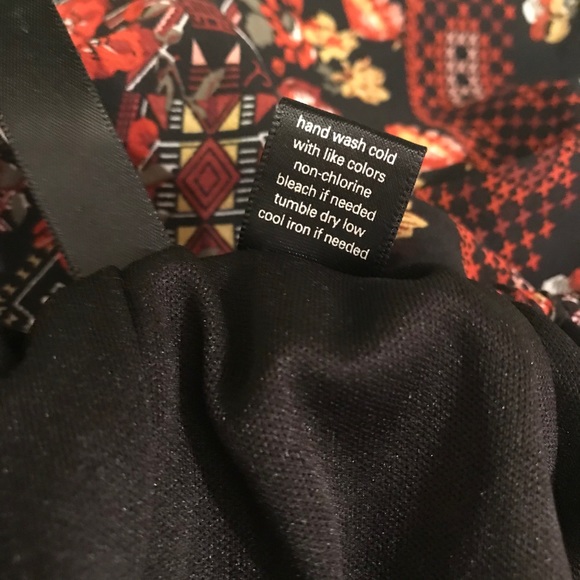 hand wash cold
with like colors
non-chlorine
bleach if needed
tumble dry low
cool iron if needed